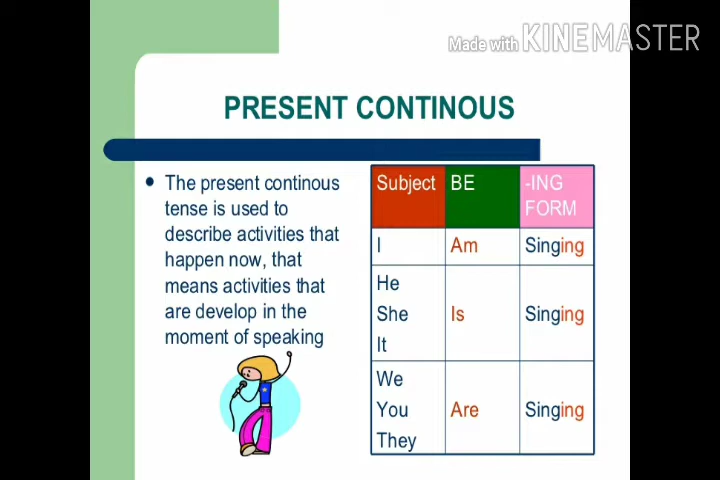 Made with KINEMASTER
PRESENT CONTINOUS
The present continous
tense is used to
describe activities that
happen now, that
means activities that
are develop in the
moment of speaking
Subject BE -ING
FORM
I Am Singing
He
She Is Singing
It
We
You Are Singing
They